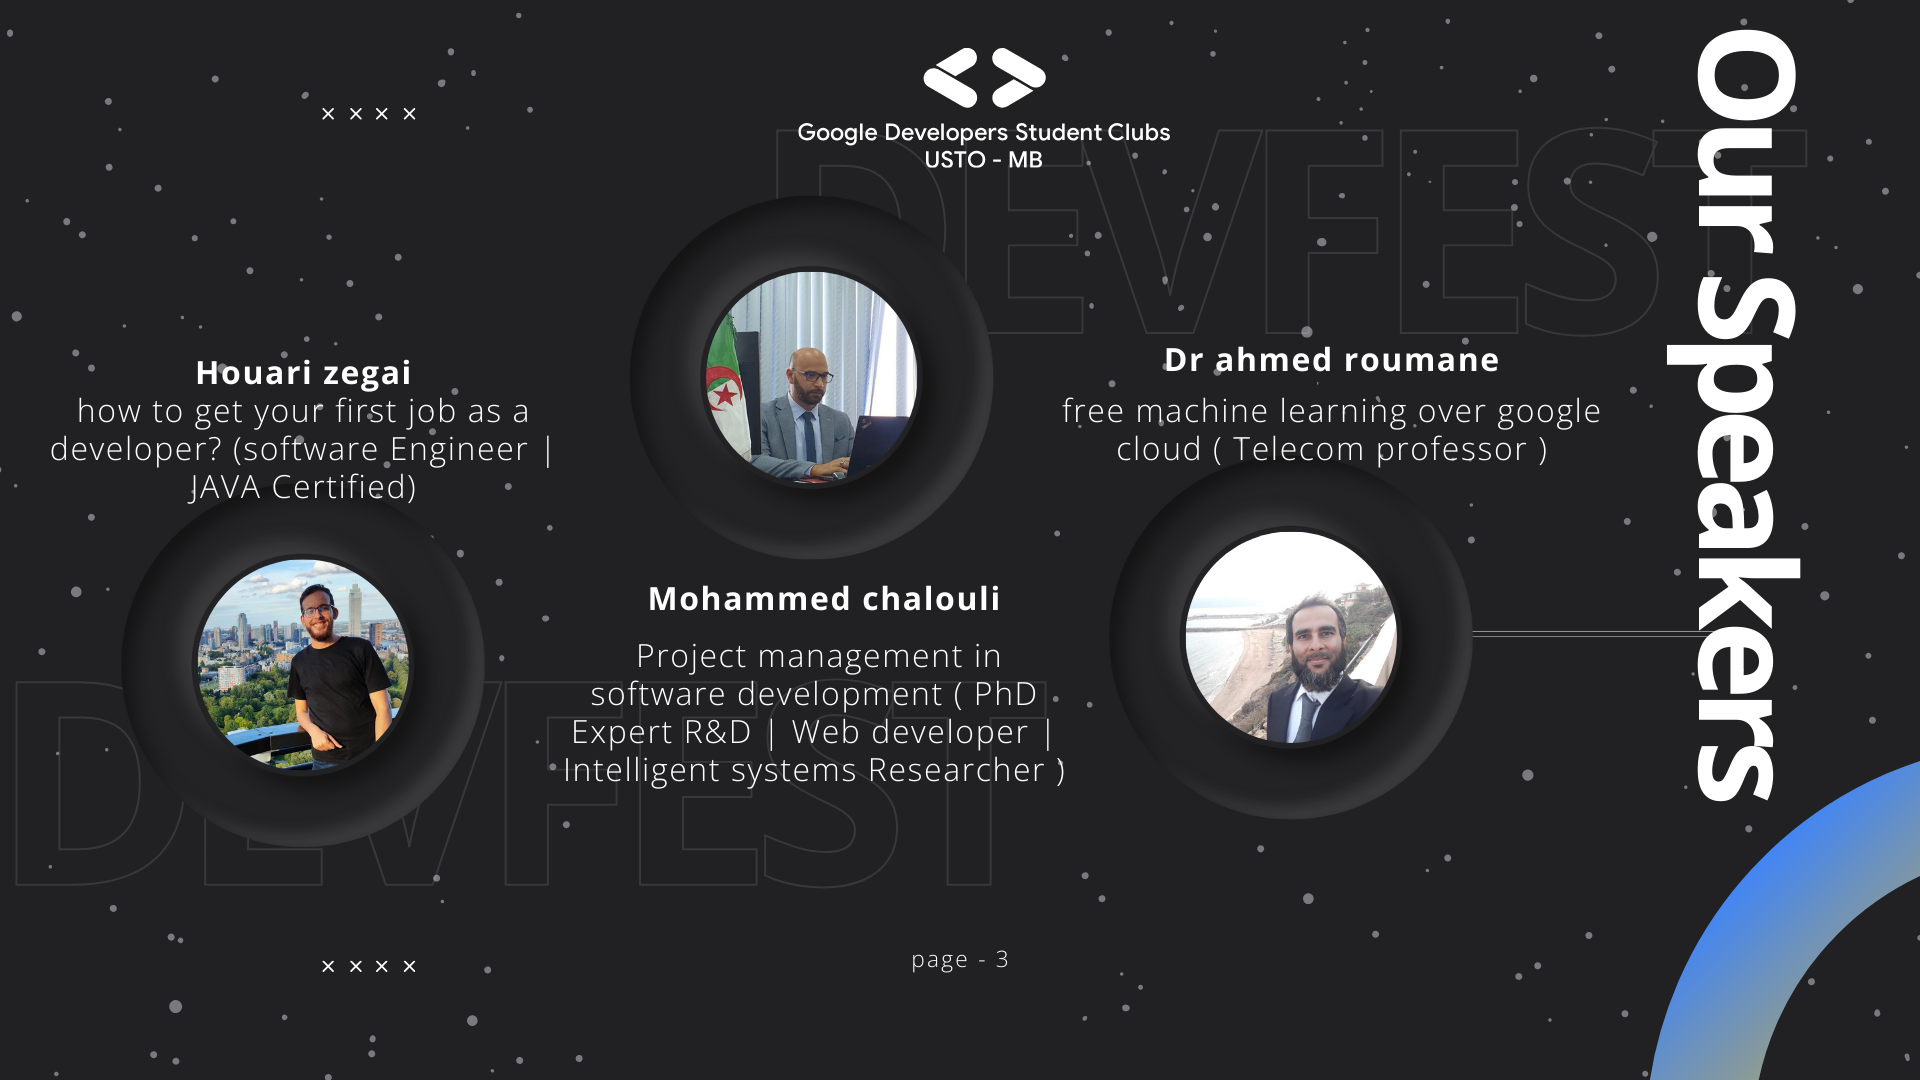 Google Developers Student Clubs
USTO - MB
Our Speakers
DEVFEST
Houari zegai
how to get your first job as a
developer? (software Engineer |
JAVA Certified)
Mohammed chalouli
Project management in
software development ( PhD
Expert R&D | Web developer |
Intelligent systems Researcher )
Dr ahmed roumane
free machine learning over google
cloud ( Telecom professor )
DEVFEST
× × × ×
× × × ×
page - 3